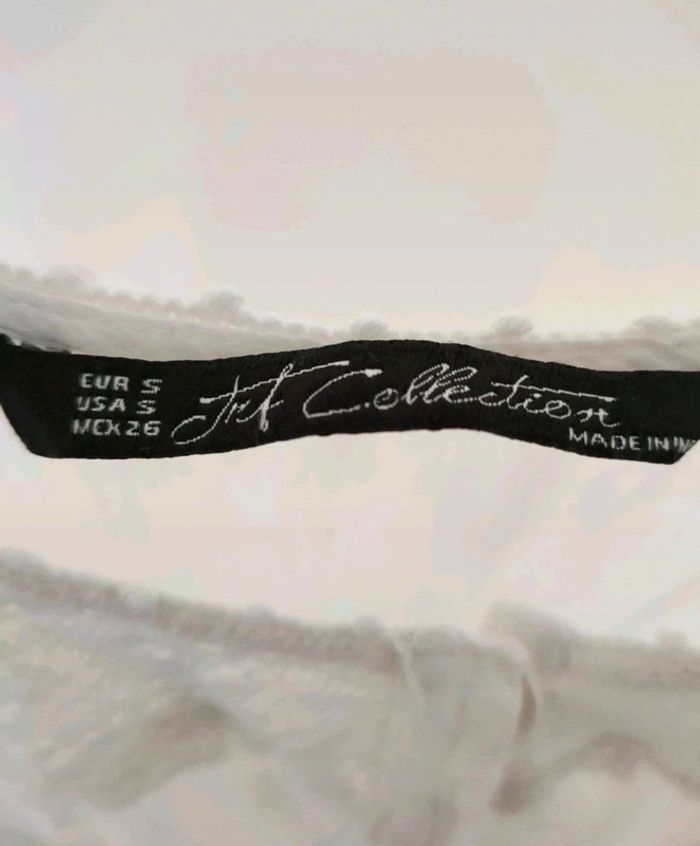 EUR S
USA S
MEX 26
Trf Collection
MADE IN